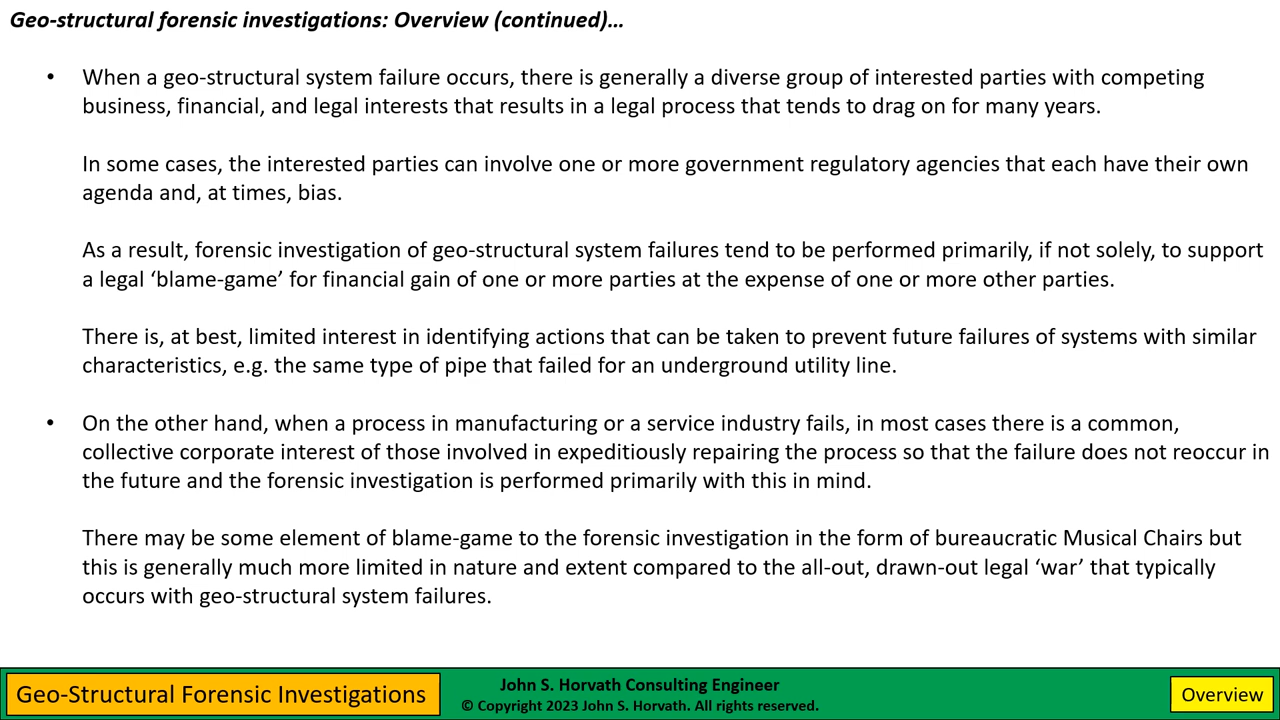 Geo-structural forensic investigations: Overview (continued)…
• When a geo-structural system failure occurs, there is generally a diverse group of interested parties with competing
business, financial, and legal interests that results in a legal process that tends to drag on for many years.
In some cases, the interested parties can involve one or more government regulatory agencies that each have their own
agenda and, at times, bias.
As a result, forensic investigation of geo-structural system failures tend to be performed primarily, if not solely, to support
a legal ‘blame-game’ for financial gain of one or more parties at the expense of one or more other parties.
There is, at best, limited interest in identifying actions that can be taken to prevent future failures of systems with similar
characteristics, e.g. the same type of pipe that failed for an underground utility line.
• On the other hand, when a process in manufacturing or a service industry fails, in most cases there is a common,
collective corporate interest of those involved in expeditiously repairing the process so that the failure does not reoccur in
the future and the forensic investigation is performed primarily with this in mind.
There may be some element of blame-game to the forensic investigation in the form of bureaucratic Musical Chairs but
this is generally much more limited in nature and extent compared to the all-out, drawn-out legal ‘war’ that typically
occurs with geo-structural system failures.
Geo-Structural Forensic Investigations
John S. Horvath Consulting Engineer
© Copyright 2023 John S. Horvath. All rights reserved.
Overview